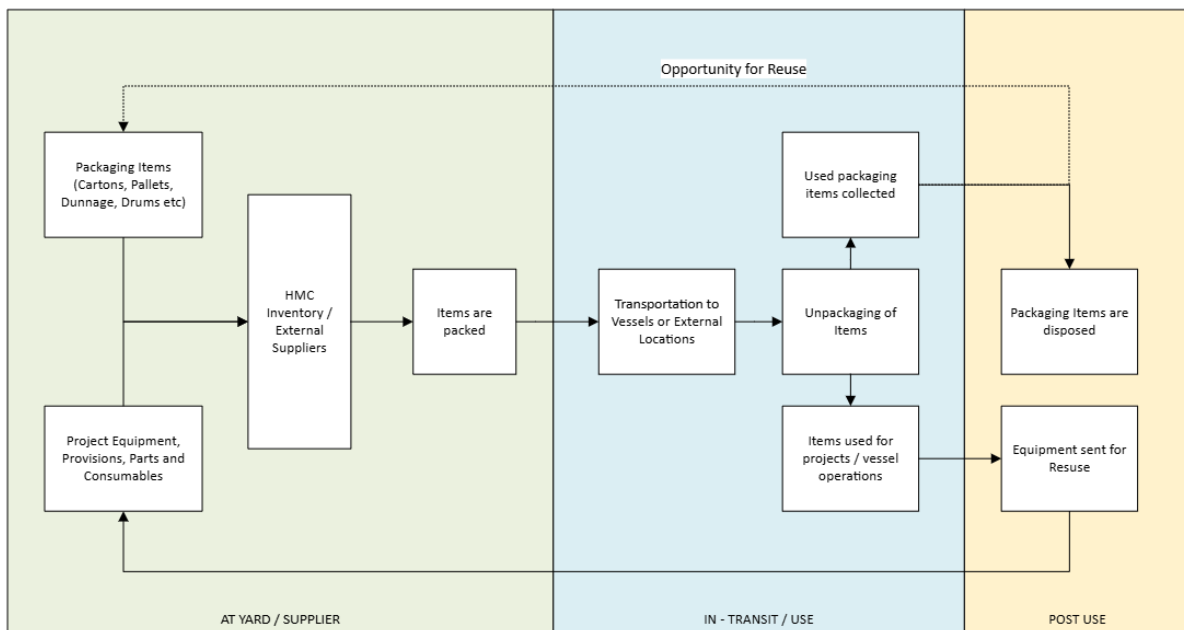 Opportunity for Reuse
Packaging Items
(Cartons, Pallets,
Dunnage, Drums etc)
Used packaging
items collected
HMC
Inventory /
External
Suppliers
Items are
packed
Transportation to
Vessels or External
Locations
Unpackaging of
Items
Packaging Items are
disposed
Project Equipment,
Provisions, Parts and
Consumables
Items used for
projects / vessel
operations
Equipment sent for
Resuse
AT YARD / SUPPLIER
IN - TRANSIT / USE
POST USE